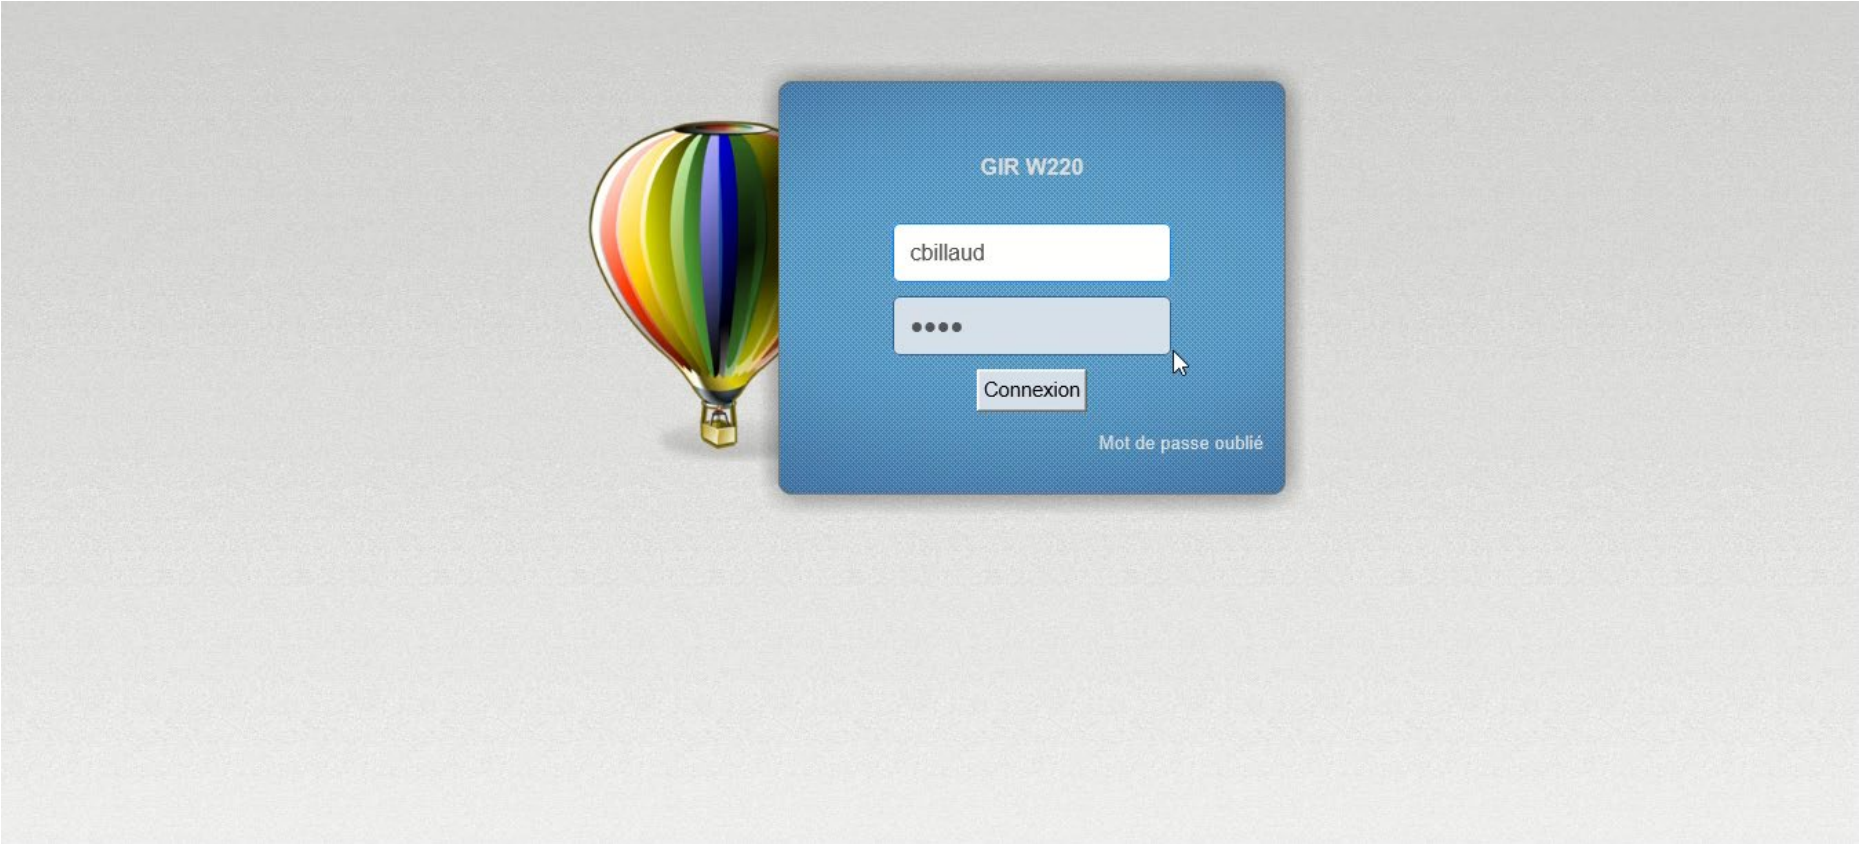 GIR W220
cbillaud
••••
Connexion
Mot de passe oublié